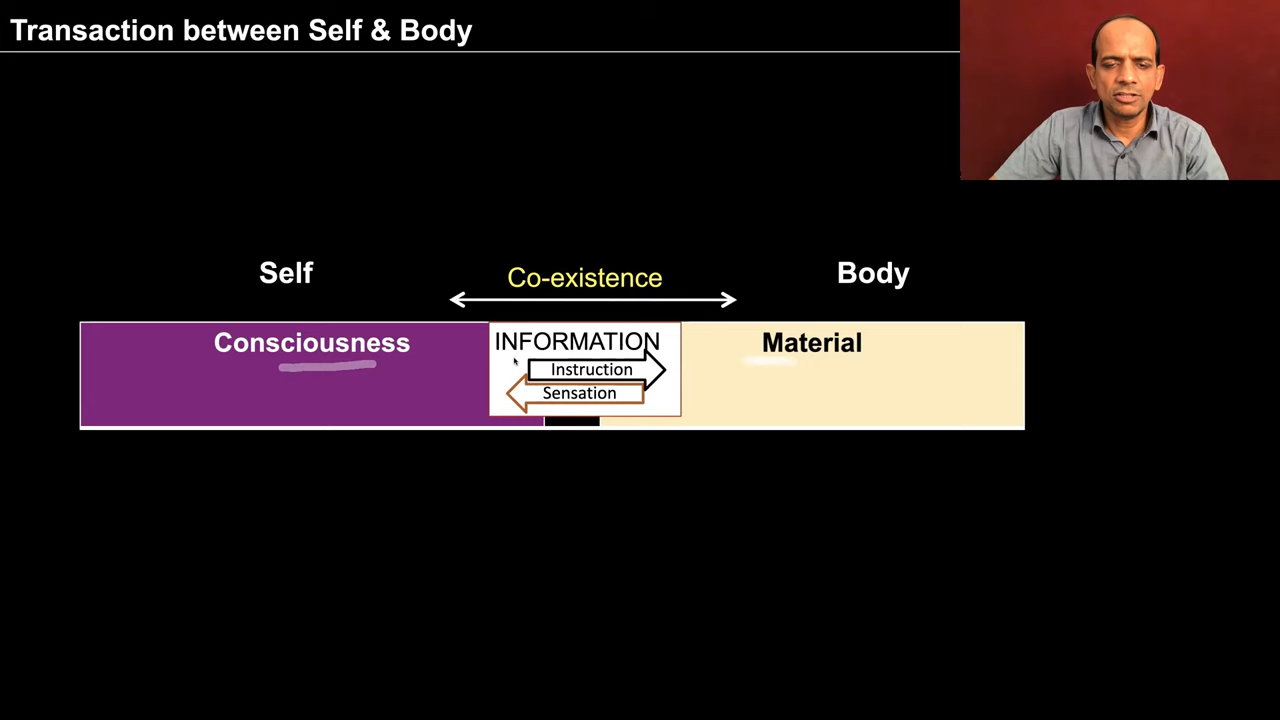 Transaction between Self & Body
Self
Co-existence
Body
Consciousness
INFORMATION
Material
Instruction
Sensation